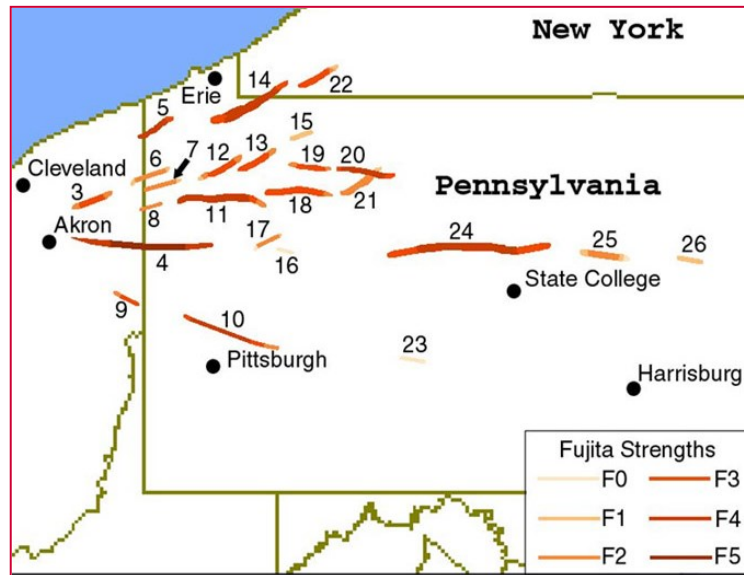 New York
14
22
Erie
5
15
7
6
12
13
Cleveland
19
20
3
Pennsylvania
8
11
18
21
Akron
17
24
25
26
4
16
State College
9
10
23
Pittsburgh
Harrisburg
Fujita Strengths
F0 F3
F1 F4
F2 F5